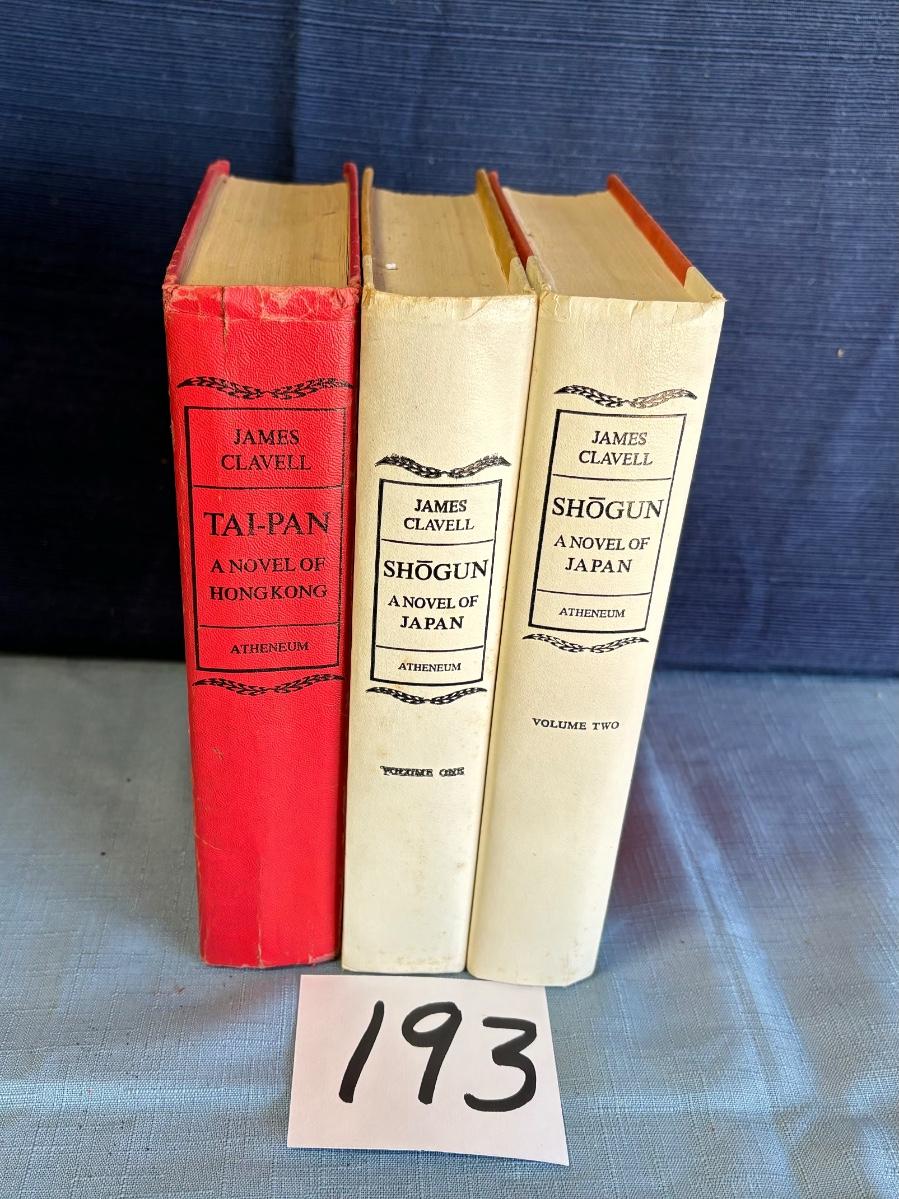 JAMES
CLAVELL
TAI-PAN
A NOVEL OF
HONG KONG
ATHENEUM
JAMES
CLAVELL
SHŌGUN
A NOVEL OF
JAPAN
ATHENEUM
VOLUME ONE
JAMES
CLAVELL
SHŌGUN
A NOVEL OF
JAPAN
ATHENEUM
VOLUME TWO
193